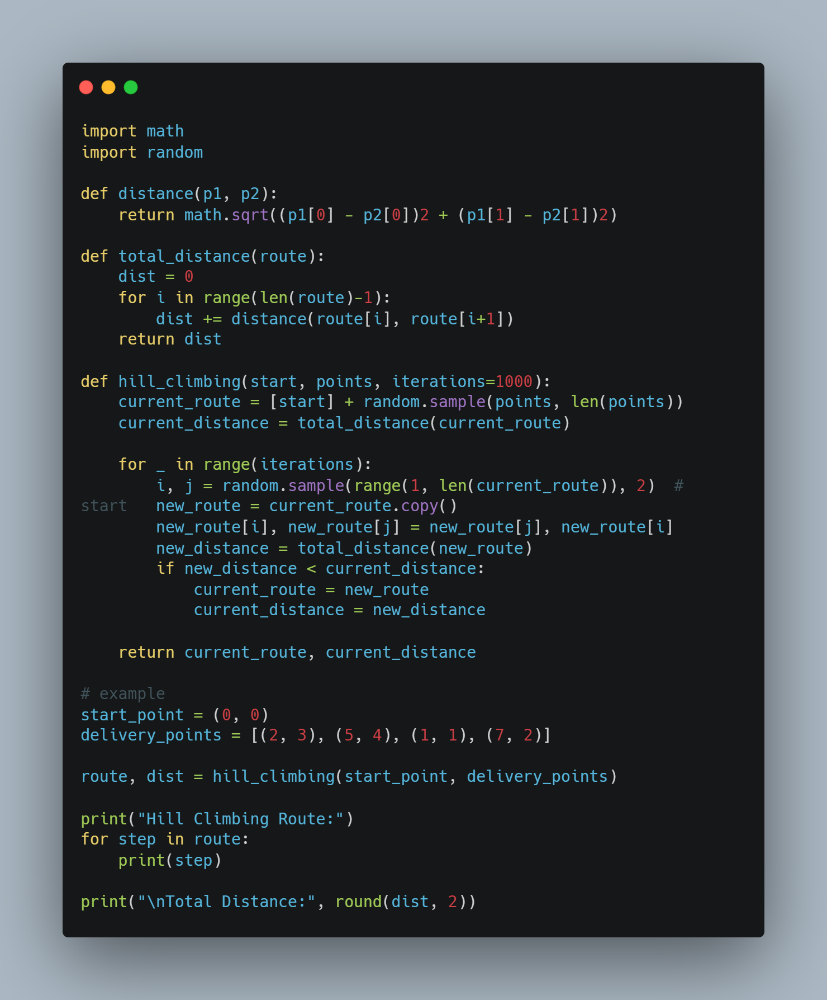 import math
import random

def distance(p1, p2):
    return math.sqrt((p1[0] - p2[0])2 + (p1[1] - p2[1])2)

def total_distance(route):
    dist = 0
    for i in range(len(route)-1):
        dist += distance(route[i], route[i+1])
    return dist

def hill_climbing(start, points, iterations=1000):
    current_route = [start] + random.sample(points, len(points))
    current_distance = total_distance(current_route)

    for _ in range(iterations):
        i, j = random.sample(range(1, len(current_route)), 2)  #
start   new_route = current_route.copy()
        new_route[i], new_route[j] = new_route[j], new_route[i]
        new_distance = total_distance(new_route)
        if new_distance < current_distance:
            current_route = new_route
            current_distance = new_distance

    return current_route, current_distance

# example
start_point = (0, 0)
delivery_points = [(2, 3), (5, 4), (1, 1), (7, 2)]

route, dist = hill_climbing(start_point, delivery_points)

print("Hill Climbing Route:")
for step in route:
    print(step)

print("\nTotal Distance:", round(dist, 2))